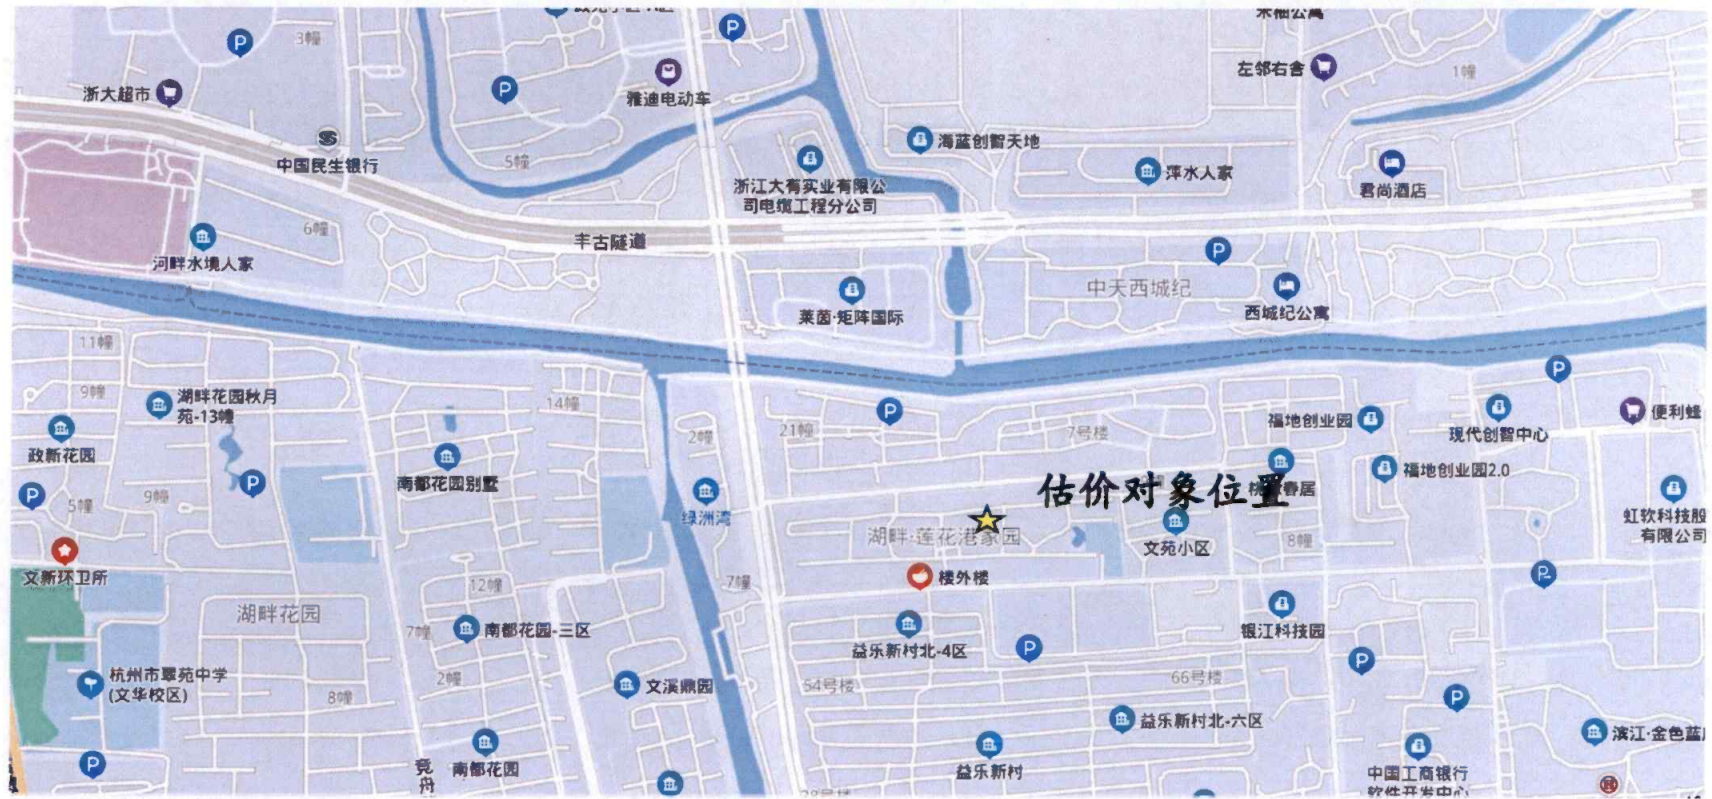 3幢
浙大超市
雅迪电动车
左邻右舍
1幢
中国民生银行
5幢
海蓝创智天地
浙江大有实业有限公
司电缆工程分公司
萍水人家
君尚酒店
6幢
河畔水境人家
丰古隧道
莱茵·矩阵国际
中天西城纪
西城纪公寓
11幢
9幢
湖畔花园秋月
苑-13幢
14幢
政新花园
南都花园别墅
5幢
9幢
2幢
21幢
7号楼
福地创业园
现代创智中心
便利蜂
福地创业园2.0
绿洲湾
估价对象位置
春居
湖畔·莲花港家园
文苑小区
8幢
虹软科技股
有限公司
文新环卫所
12幢
7幢
楼外楼
湖畔花园
7幢
南都花园-三区
益乐新村北-4区
银江科技园
杭州市翠苑中学
(文华校区)
2幢
8幢
文溪鼎园
54号楼
66号楼
益乐新村北-六区
滨江·金色蓝
竞
舟
南都花园
益乐新村
中国工商银行
软件开发中心